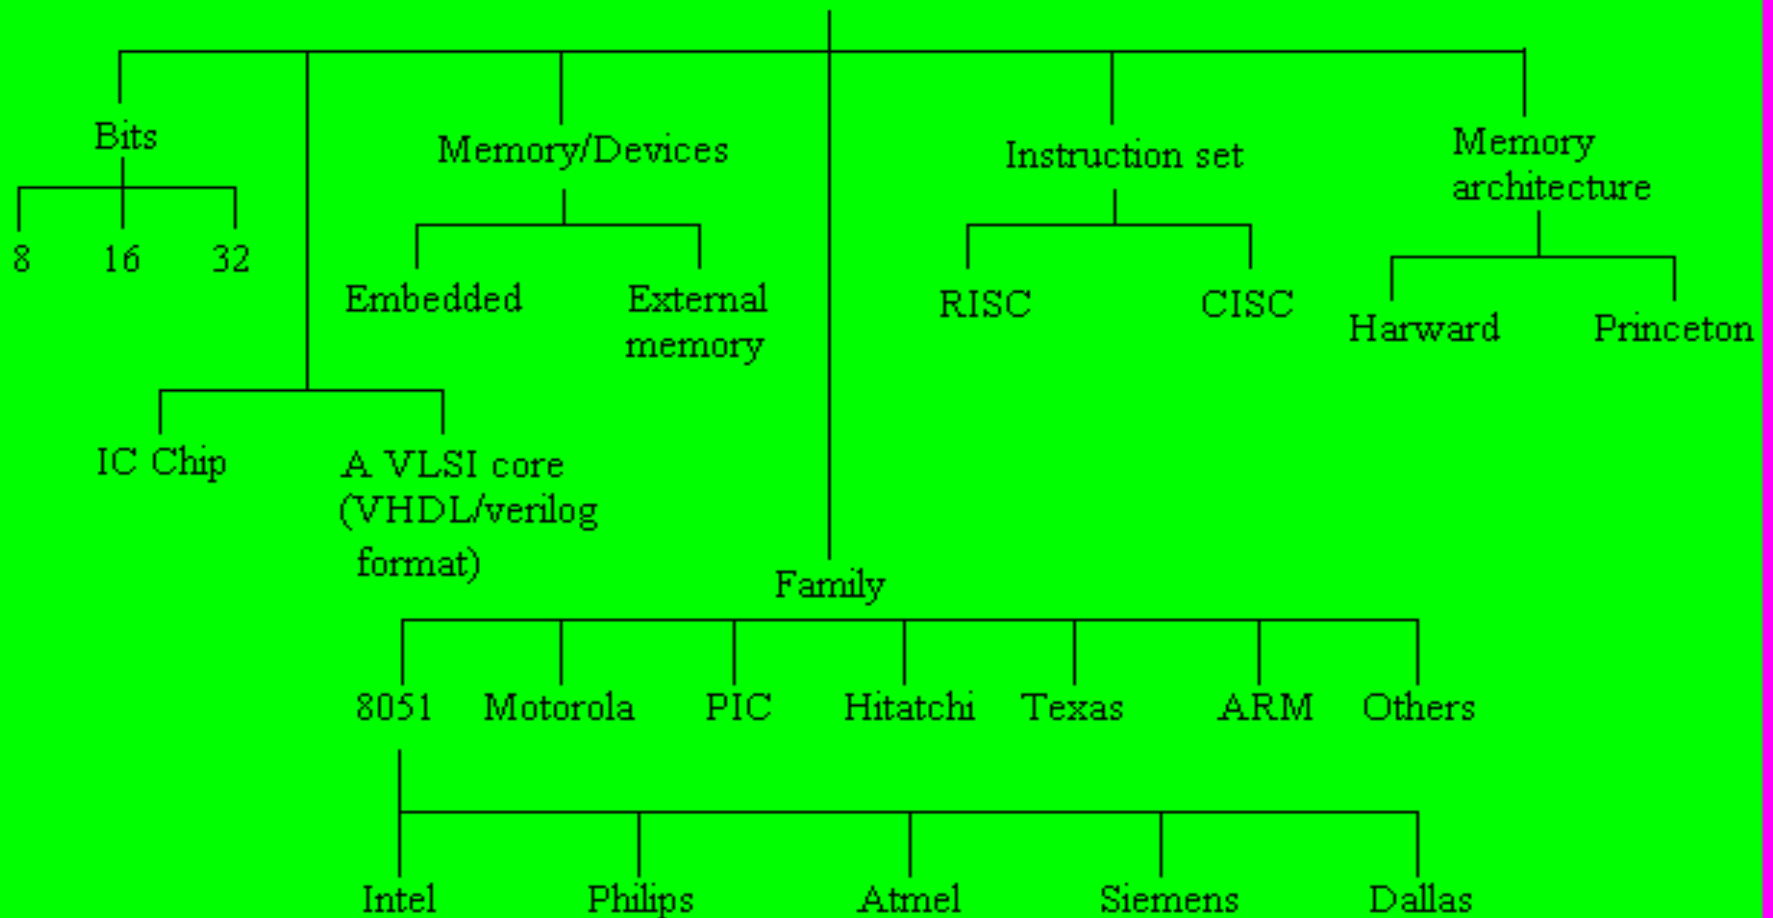 Bits
8 16 32
Memory/Devices
Embedded
External
memory
Instruction set
RISC CISC
Memory
architecture
Harward Princeton
IC Chip
A VLSI core
(VHDL/verilog
format)
Family
8051 Motorola PIC Hitatchi Texas ARM Others
Intel Philips Atmel Siemens Dallas